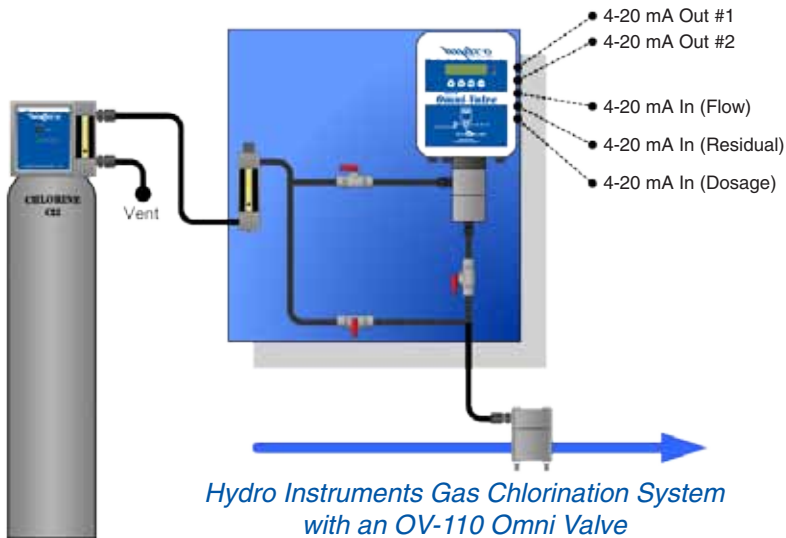 4-20 mA Out #1
4-20 mA Out #2
4-20 mA In (Flow)
4-20 mA In (Residual)
4-20 mA In (Dosage)
Omni-Valve
CHLORINE
Vent
Hydro Instruments Gas Chlorination System
with an OV-110 Omni Valve